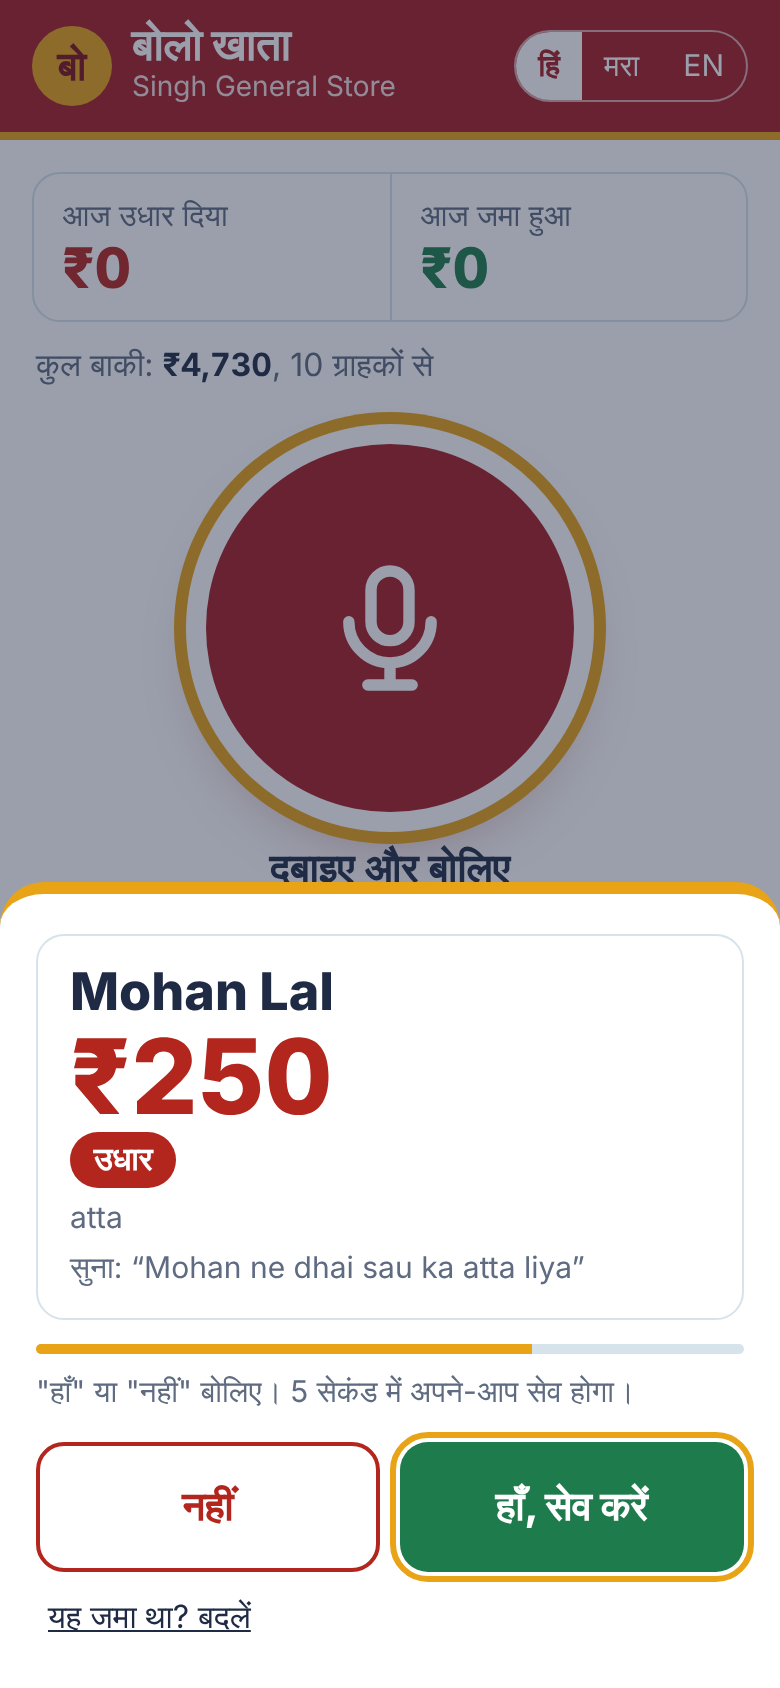 बो
बोलो खाता
Singh General Store
हिं मरा EN
आज उधार दिया
₹0
आज जमा हुआ
₹0
कुल बाकी: ₹4,730, 10 ग्राहकों से
दबाइए और बोलिए
Mohan Lal
₹250
उधार
atta
सुना: “Mohan ne dhai sau ka atta liya”
"हाँ" या "नहीं" बोलिए। 5 सेकंड में अपने-आप सेव होगा।
नहीं
हाँ, सेव करें
यह जमा था? बदलें